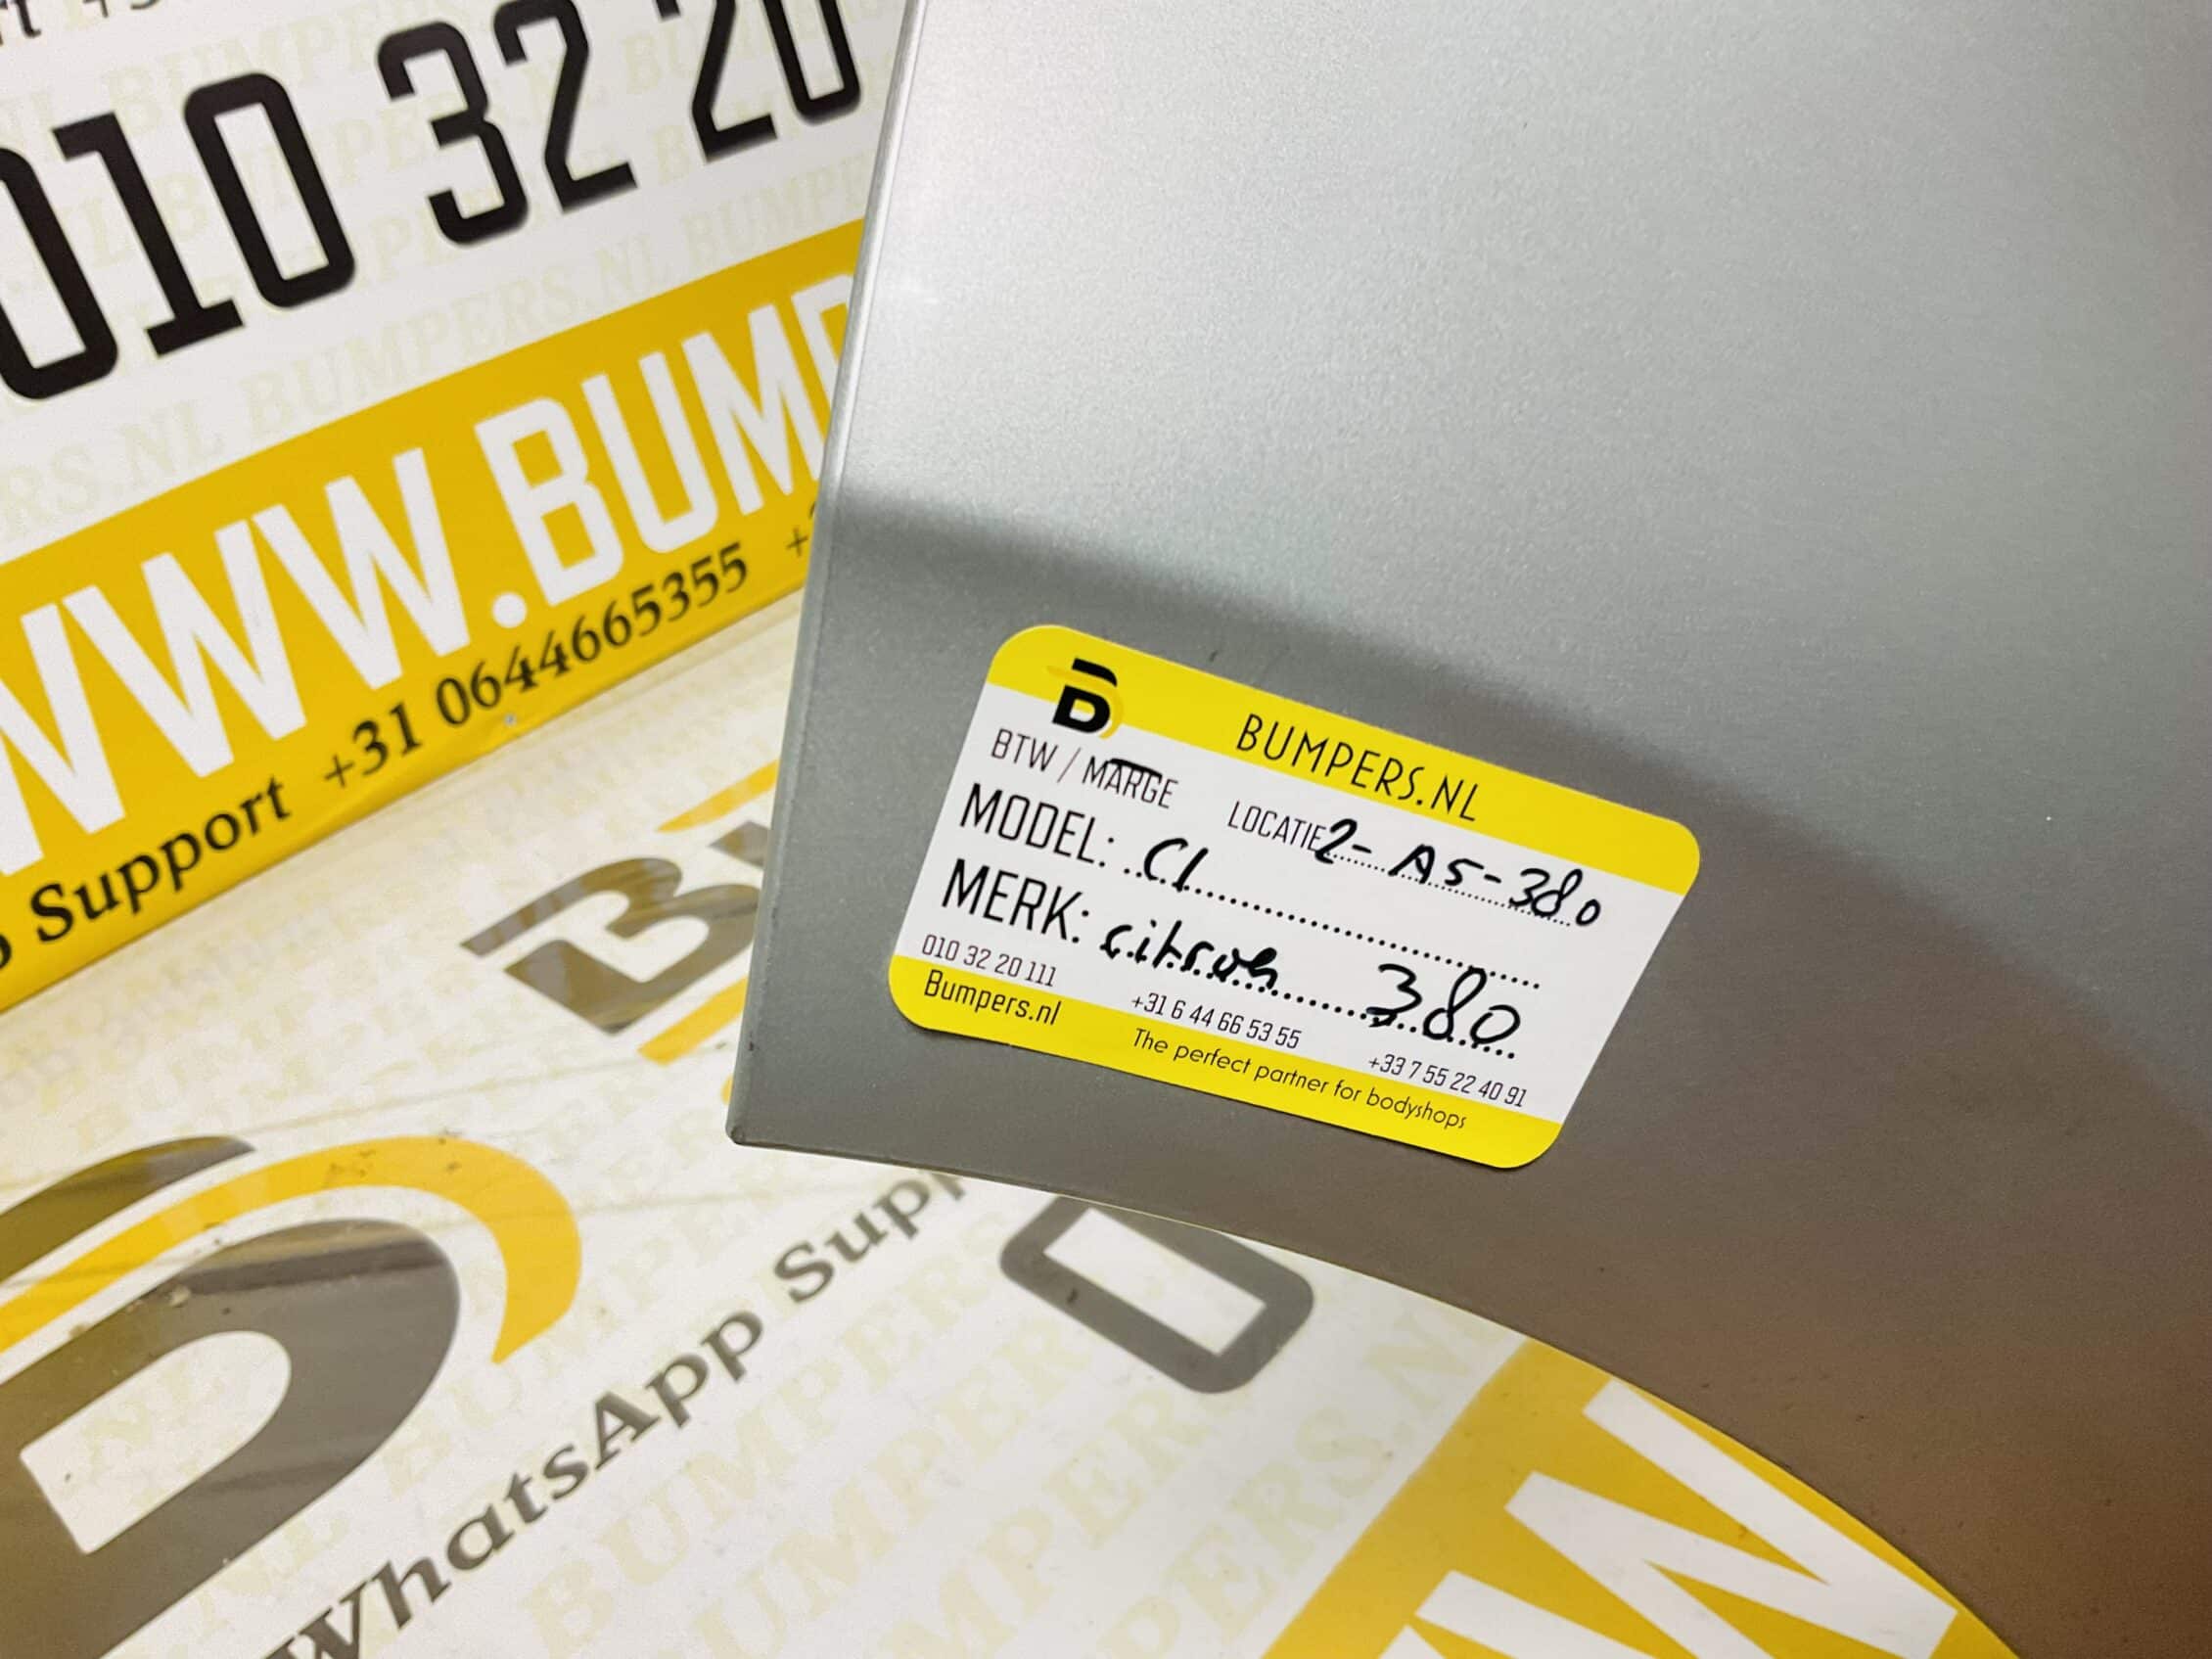 010 32 20
WWW.BUMP
Support +31 0644665355 +
B BUMPERS.NL
BTW / MARGE LOCATIE 2-A5-380
MODEL: C1
MERK: citroen 380
010 32 20 111 +31 6 44 66 53 55 +33 7 55 22 40 91
Bumpers.nl The perfect partner for bodyshops
WhatsApp Supp
0
W